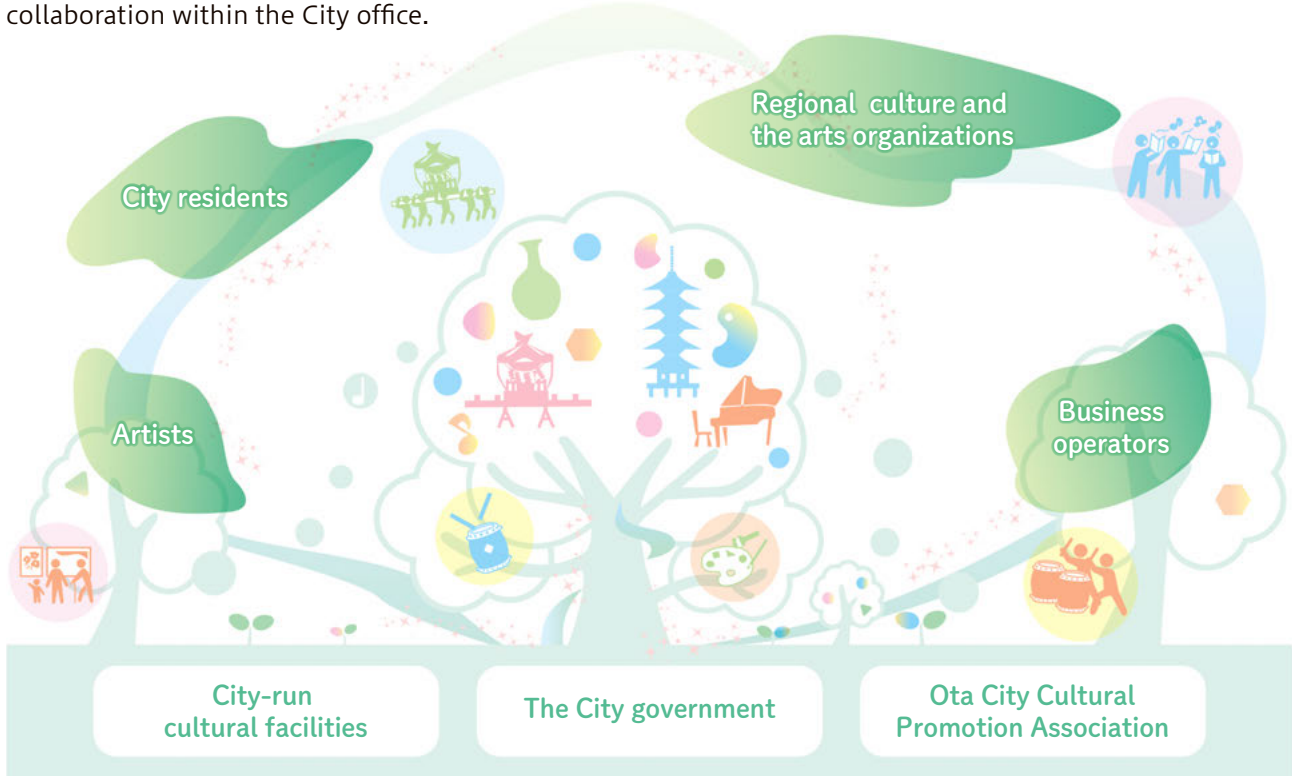 collaboration within the City office.
Regional culture and
the arts organizations
City residents
Artists
Business
operators
City-run
cultural facilities
The City government
Ota City Cultural
Promotion Association